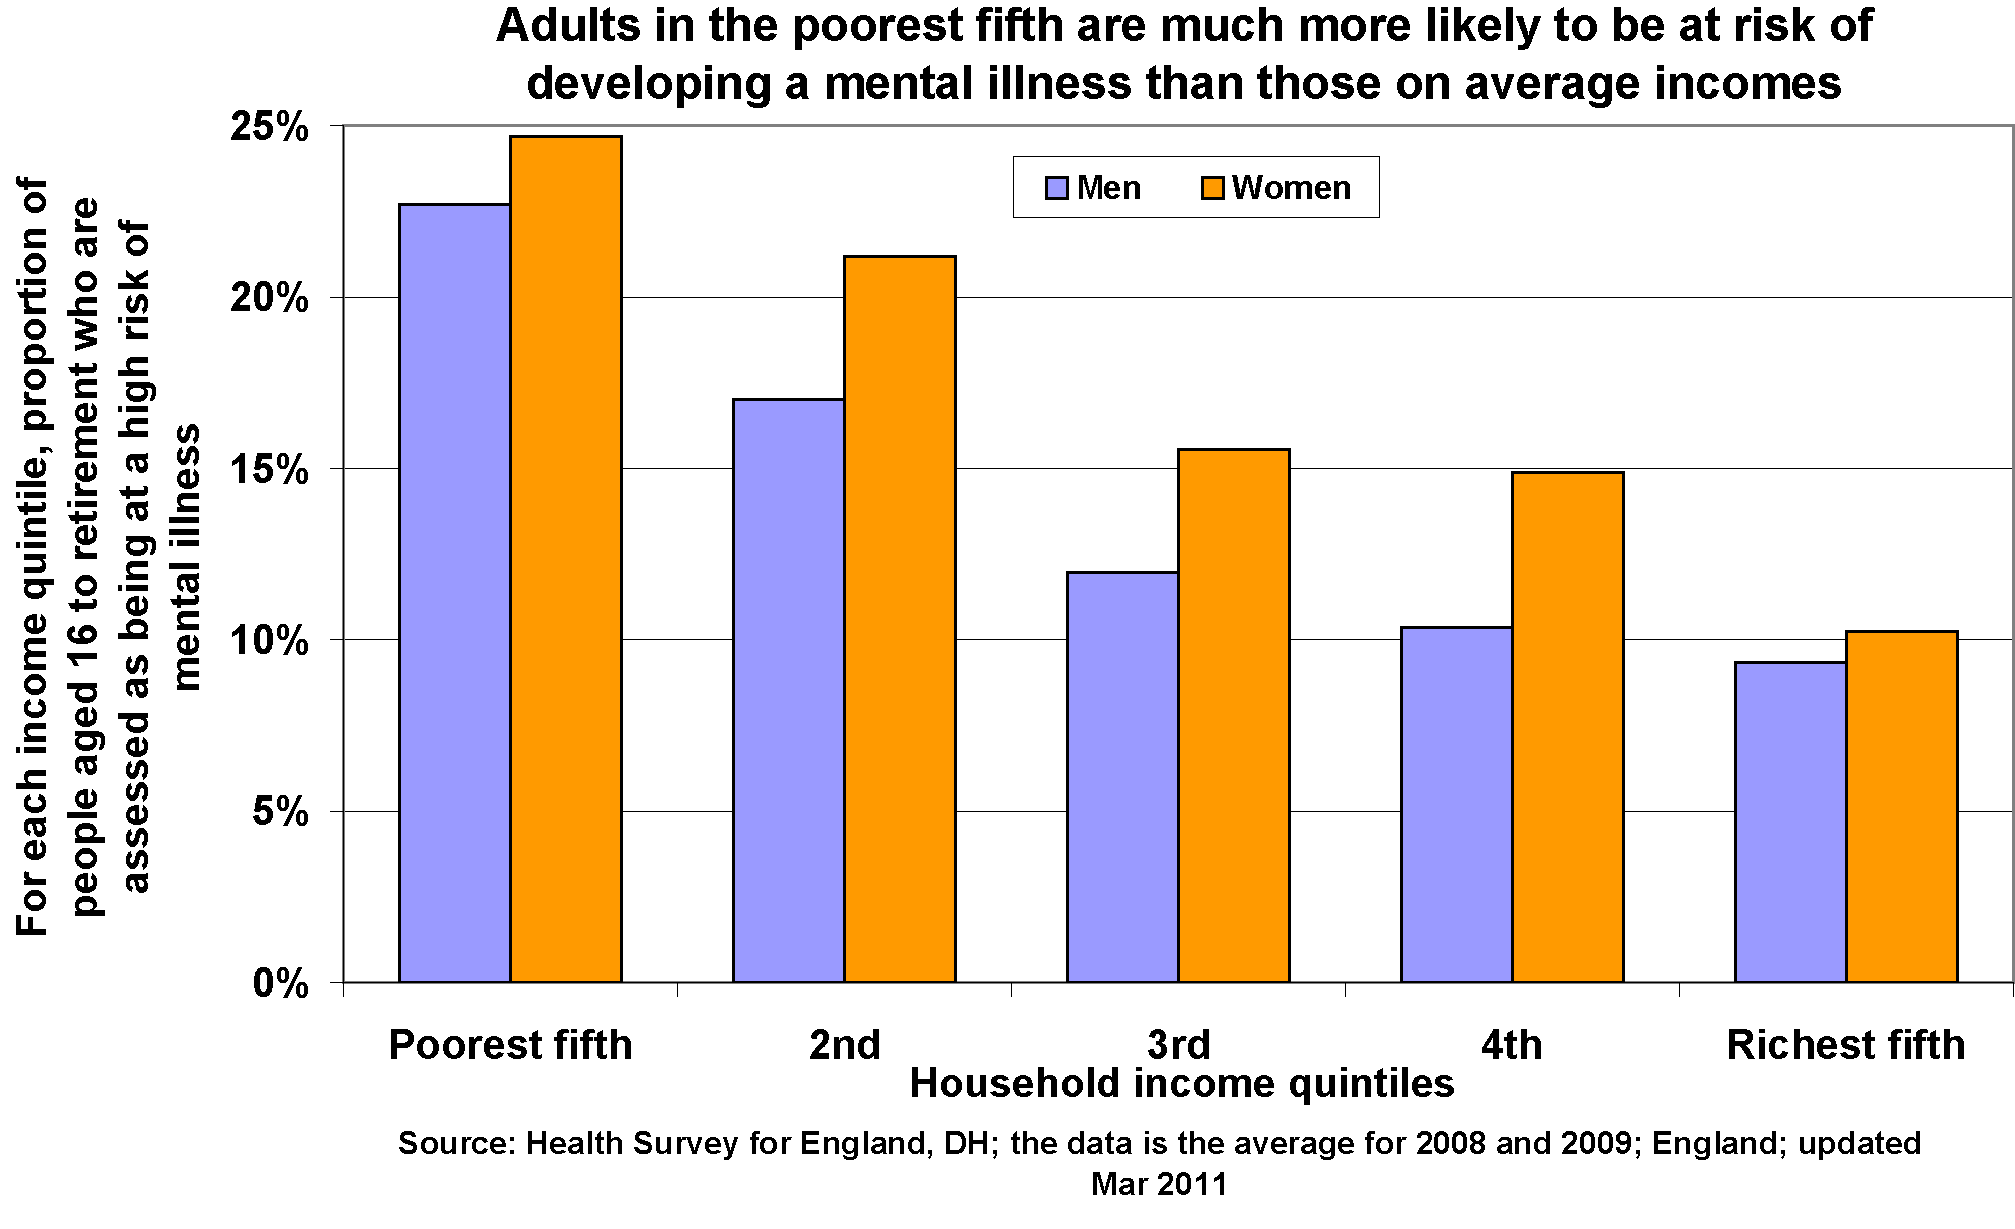 Adults in the poorest fifth are much more likely to be at risk of
developing a mental illness than those on average incomes
For each income quintile, proportion of
people aged 16 to retirement who are
assessed as being at a high risk of
mental illness
25%
20%
15%
10%
5%
0%
Men
Women
Poorest fifth
2nd
3rd
4th
Richest fifth
Household income quintiles
Source: Health Survey for England, DH; the data is the average for 2008 and 2009; England; updated
Mar 2011